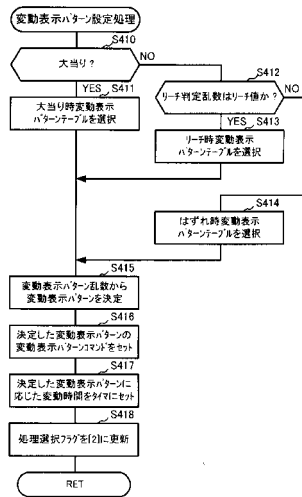 変動表示パターン設定処理
S410
大当り？
NO
YES
S411
大当り時変動表示
パターンテーブルを選択
S412
リーチ判定乱数はリーチ値か？
NO
YES
S413
リーチ時変動表示
パターンテーブルを選択
S414
はずれ時変動表示
パターンテーブルを選択
S415
変動表示パターン乱数から
変動表示パターンを決定
S416
決定した変動パターンの
変動表示パターンコマンドをセット
S417
決定した変動表示パターンに
応じた変動時間をタイマにセット
S418
処理選択フラグを[2]に更新
RET